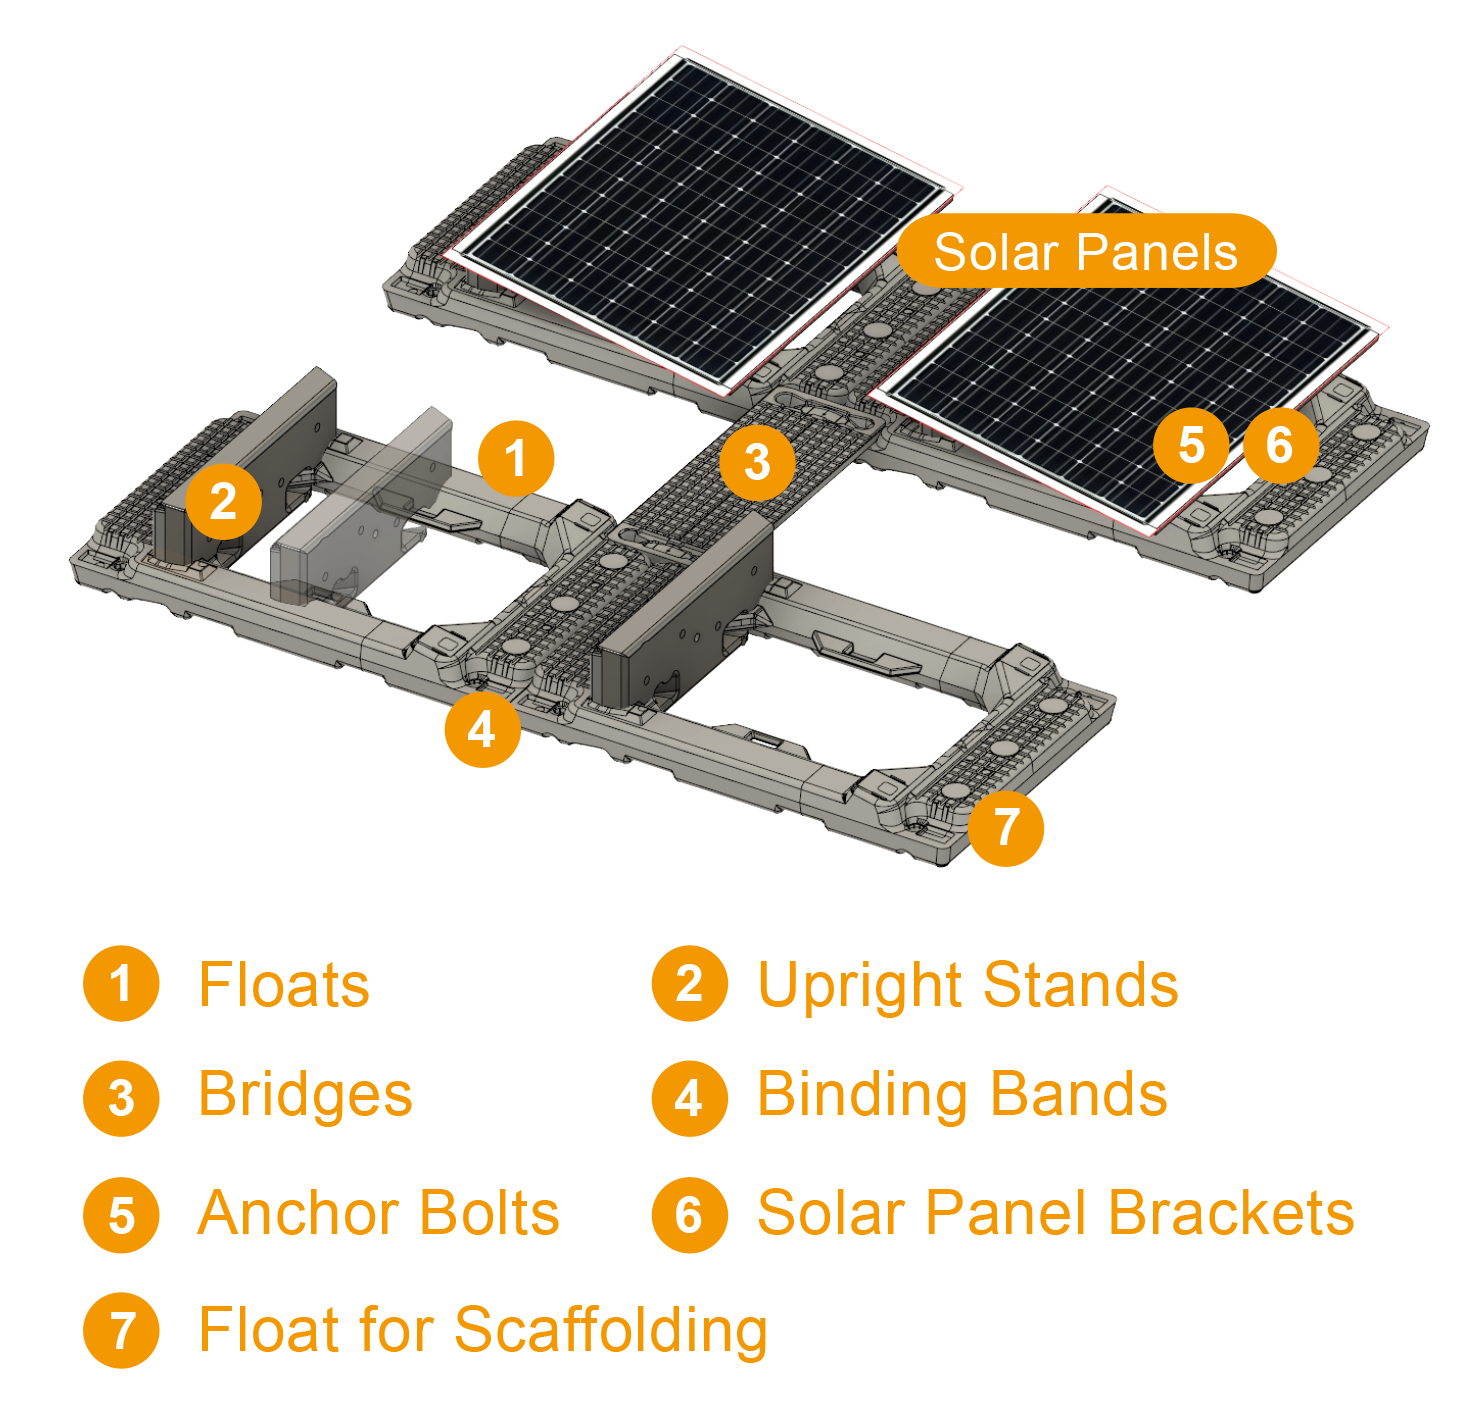 Solar Panels
1
2
3
5 6
4
7
1 Floats
2 Upright Stands
3 Bridges
4 Binding Bands
5 Anchor Bolts
6 Solar Panel Brackets
7 Float for Scaffolding